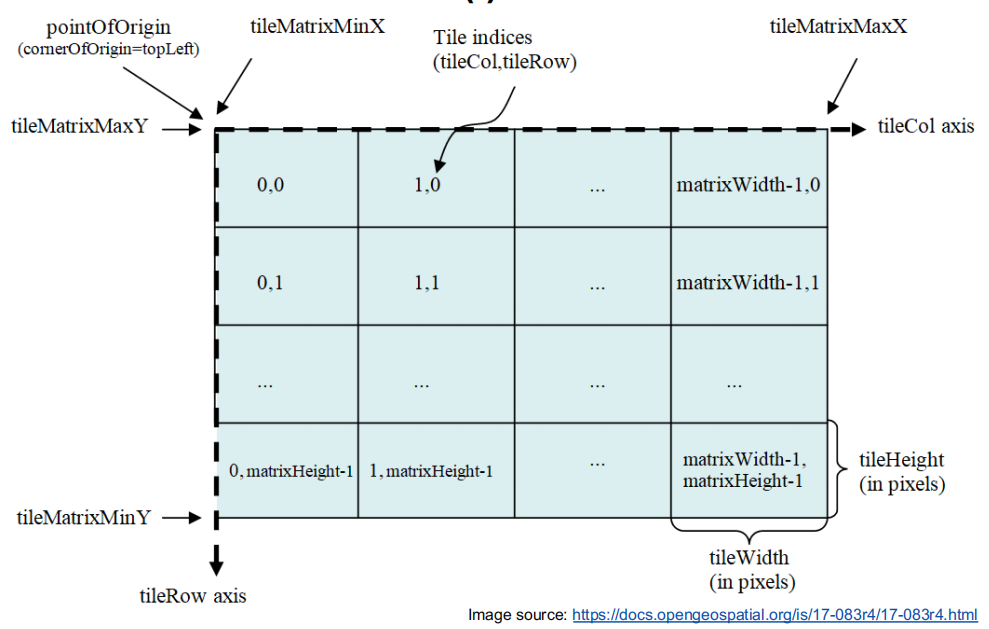 pointOfOrigin
(cornerOfOrigin=topLeft)
tileMatrixMinX
Tile indices
(tileCol,tileRow)
tileMatrixMaxX
tileMatrixMaxY
tileCol axis
0,0
1,0
...
matrixWidth-1,0
0,1
1,1
...
matrixWidth-1,1
...
...
...
...
0, matrixHeight-1
1, matrixHeight-1
...
matrixWidth-1,
matrixHeight-1
tileHeight
(in pixels)
tileMatrixMinY
tileWidth
(in pixels)
tileRow axis
Image source: https://docs.opengeospatial.org/is/17-083r4/17-083r4.html